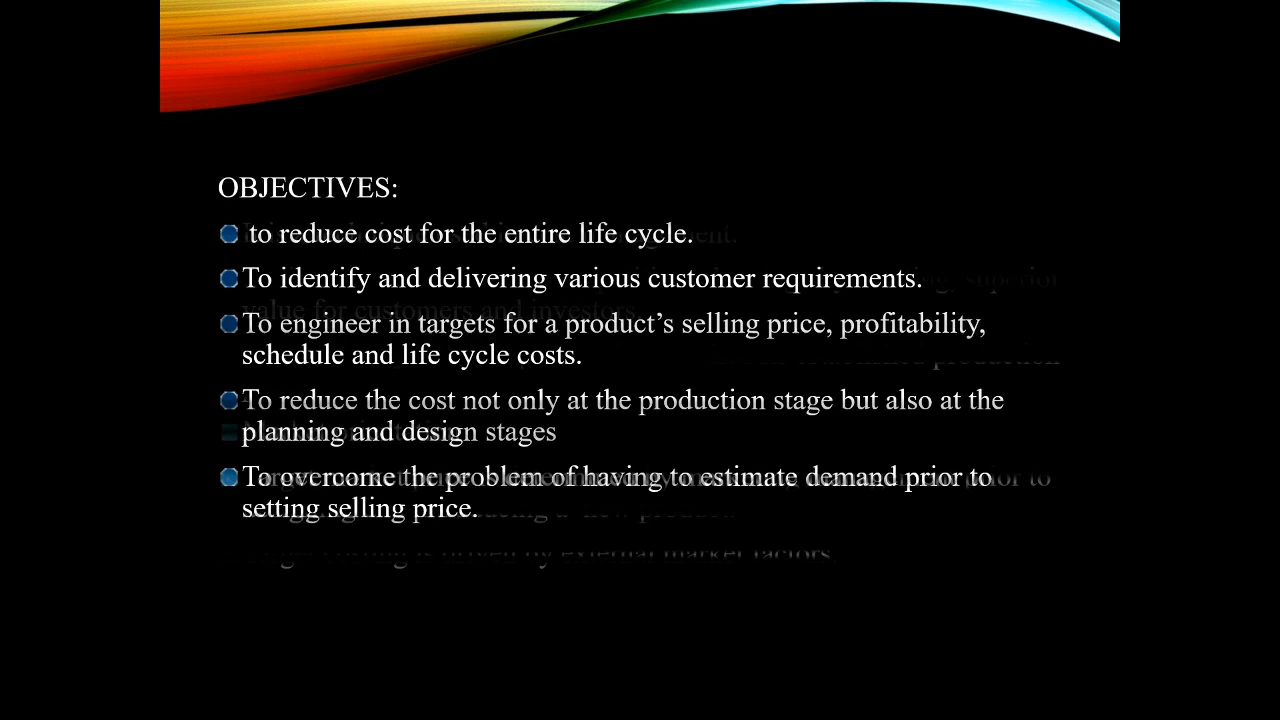 OBJECTIVES:
to reduce cost for the entire life cycle.
To identify and delivering various customer requirements.
To engineer in targets for a product’s selling price, profitability,
schedule and life cycle costs.
To reduce the cost not only at the production stage but also at the
planning and design stages
To overcome the problem of having to estimate demand prior to
setting selling price.